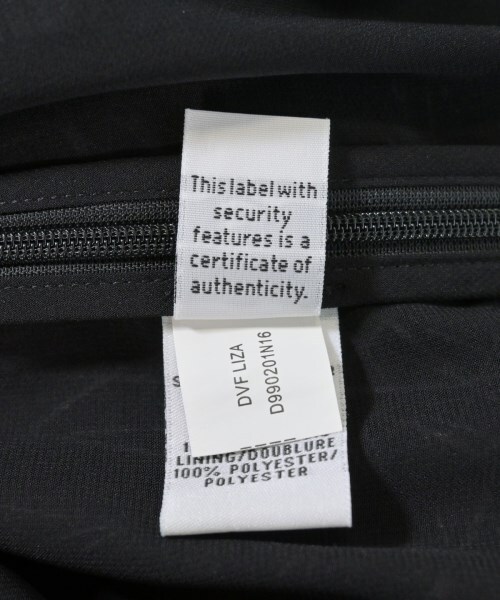 This label with
security
features is a
certificate of
authenticity.
DVF LIZA
D990201N16
LINING/DOUBLURE
100% POLYESTER/
POLYESTER